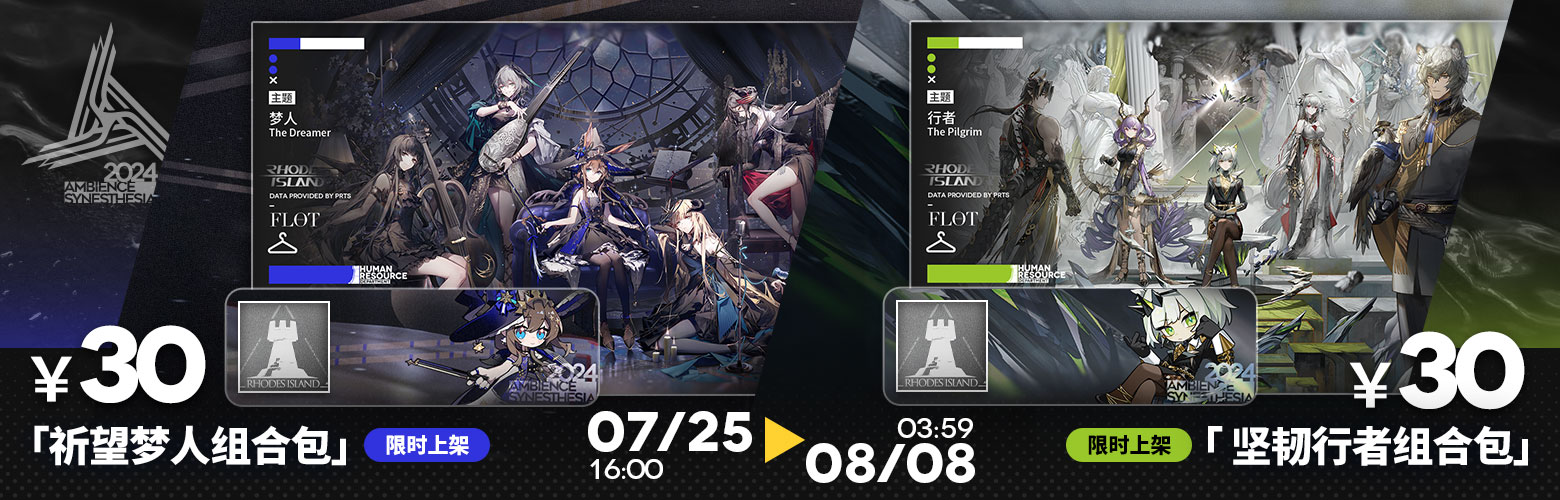 2024
AMBIENCE
SYNESTHESIA
主题
梦人
The Dreamer
RHODES
ISLAND
DATA PROVIDED BY PRTS
FLOT
HUMAN
RESOURCE
DEPARTMENT
RHODES ISLAND
2024
AMBIENCE
SYNESTHESIA
¥30
「祈望梦人组合包」
限时上架
07/25
16:00
03:59
08/08
主题
行者
The Pilgrim
RHODES
ISLAND
DATA PROVIDED BY PRTS
FLOT
HUMAN
RESOURCE
DEPARTMENT
RHODES ISLAND
2024
AMBIENCE
SYNESTHESIA
¥30
限时上架
「坚韧行者组合包」